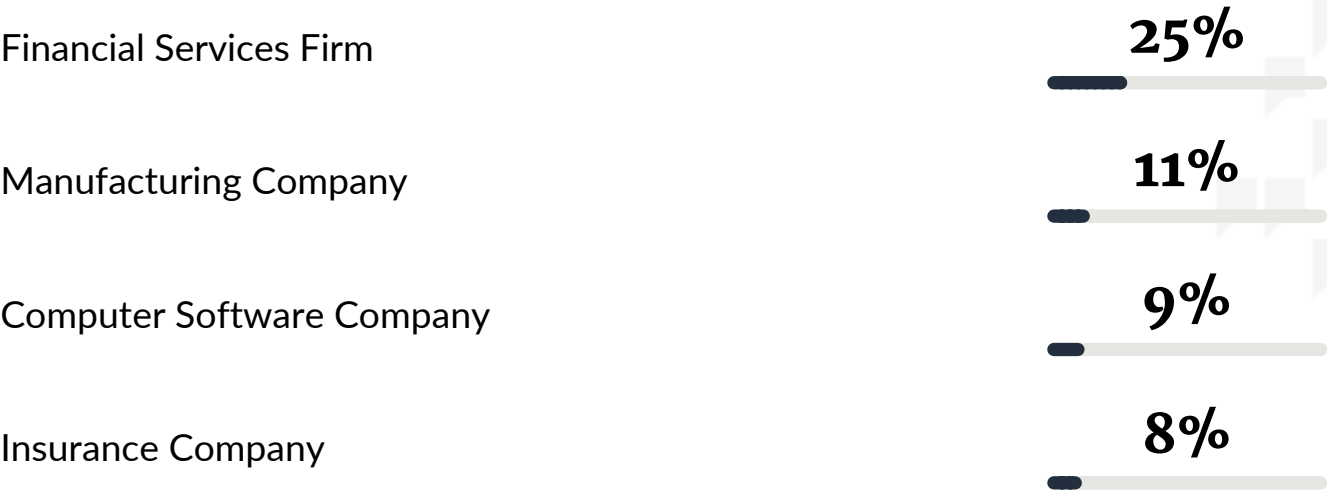 Financial Services Firm 25%
Manufacturing Company 11%
Computer Software Company 9%
Insurance Company 8%